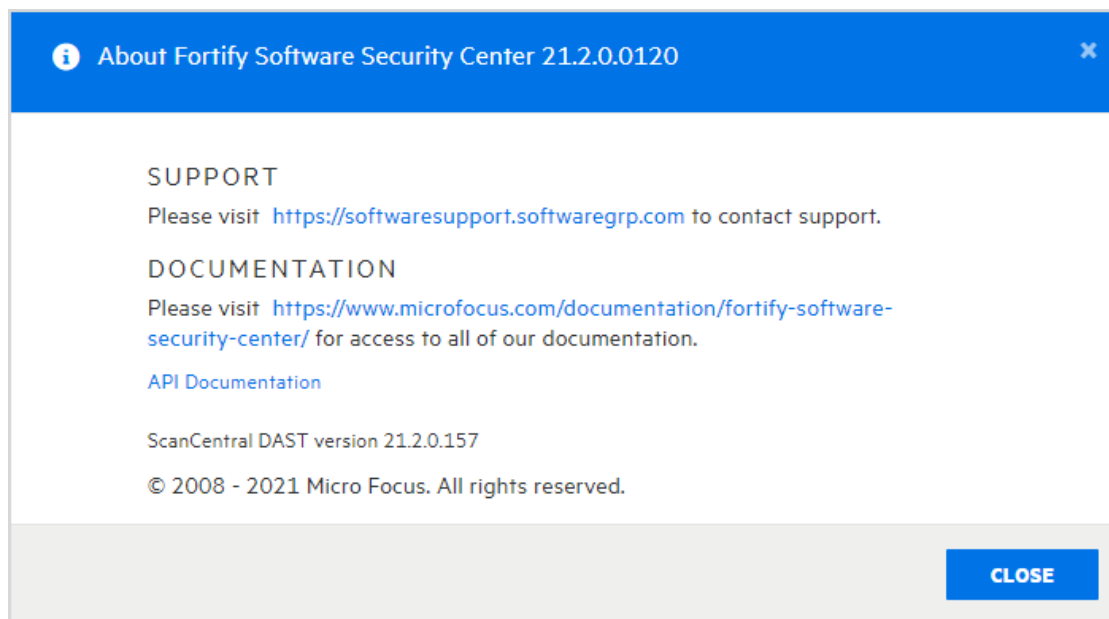 About Fortify Software Security Center 21.2.0.0120
SUPPORT
Please visit https://softwaresupport.softwaregrp.com to contact support.
DOCUMENTATION
Please visit https://www.microfocus.com/documentation/fortify-software-
security-center/ for access to all of our documentation.
API Documentation
ScanCentral DAST version 21.2.0.157
© 2008 - 2021 Micro Focus. All rights reserved.
CLOSE